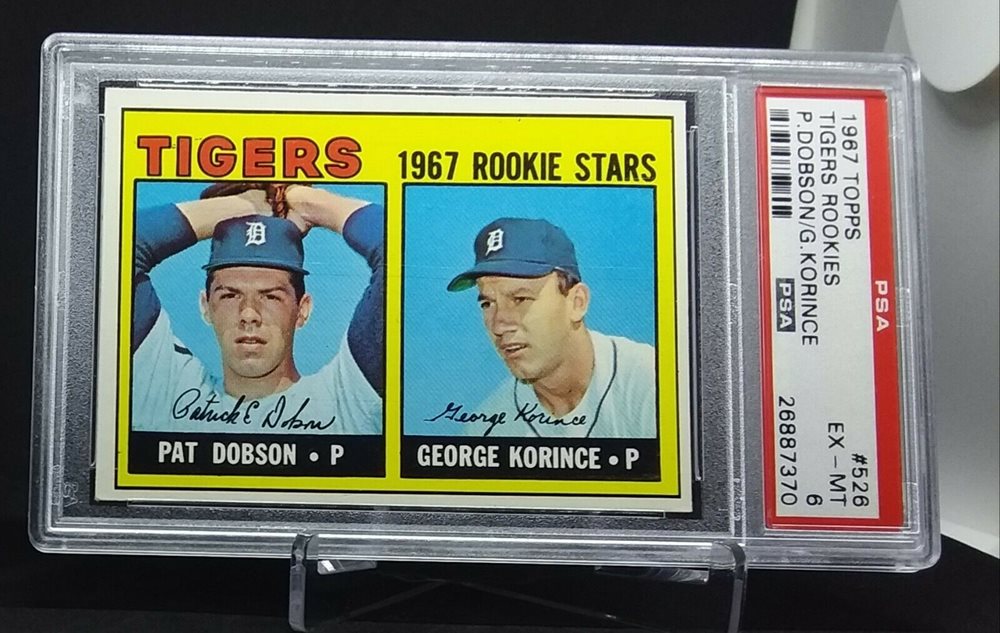 TIGERS
1967 ROOKIE STARS
D
D
Patrick E Dobson
George Korince
PAT DOBSON • P
GEORGE KORINCE • P
1967 TOPPS #526
TIGERS ROOKIES EX - MT
P.DOBSON/G.KORINCE 6
PSA 26887370
PSA